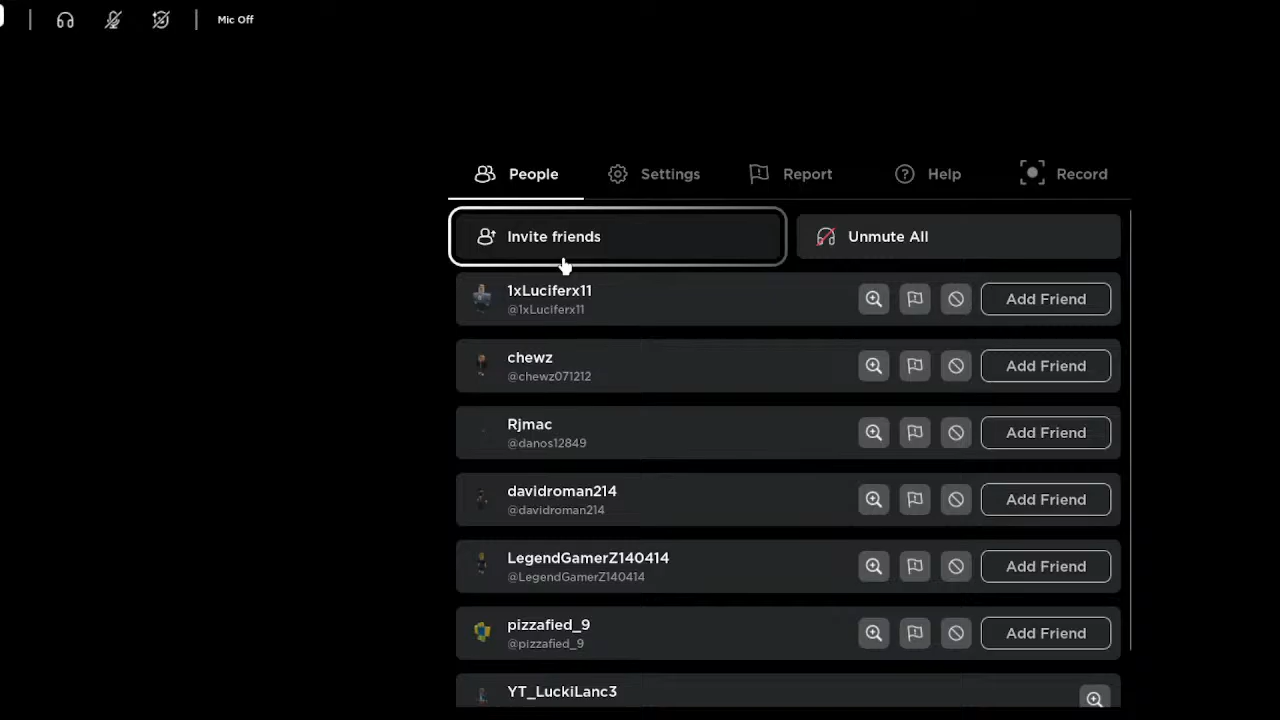 Mic Off
People Settings Report Help Record
Invite friends Unmute All
1xLuciferx11
@1xLuciferx11 Add Friend
chewz
@chewz071212 Add Friend
Rjmac
@danos12849 Add Friend
davidroman214
@davidroman214 Add Friend
LegendGamerZ140414
@LegendGamerZ140414 Add Friend
pizzafied_9
@pizzafied_9 Add Friend
YT_LuckiLanc3